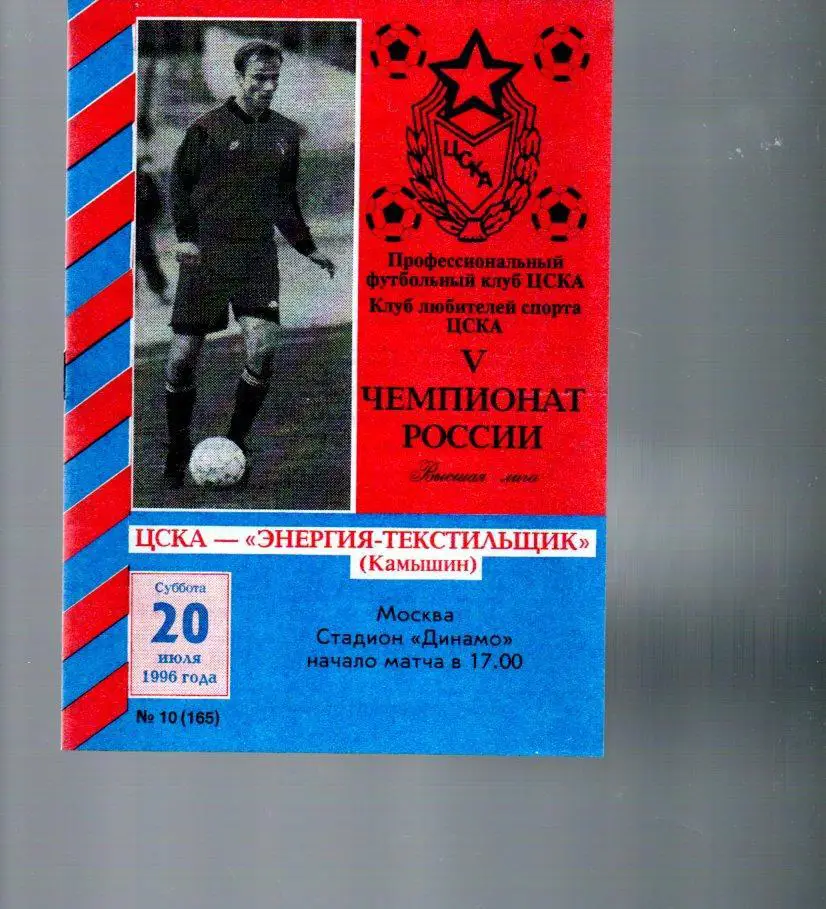 ЦСКА
Профессиональный
футбольный клуб ЦСКА
Клуб любителей спорта
ЦСКА
V
ЧЕМПИОНАТ
РОССИИ
Высшая лига
ЦСКА — «ЭНЕРГИЯ-ТЕКСТИЛЬЩИК»
(Камышин)
Суббота
20
июля
1996 года
Москва
Стадион «Динамо»
начало матча в 17.00
№ 10 (165)